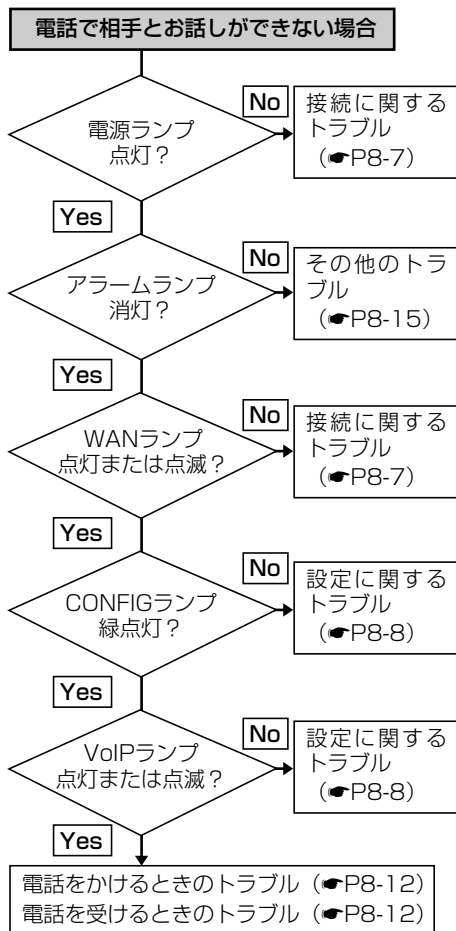 電話で相手とお話しができない場合
電源ランプ
点灯？
No
接続に関する
トラブル
（☛P8-7）
Yes
アラームランプ
消灯？
No
その他のトラ
ブル
（☛P8-15）
Yes
WANランプ
点灯または点滅？
No
接続に関する
トラブル
（☛P8-7）
Yes
CONFIGランプ
緑点灯？
No
設定に関する
トラブル
（☛P8-8）
Yes
VoIPランプ
点灯または点滅？
No
設定に関する
トラブル
（☛P8-8）
Yes
電話をかけるときのトラブル（☛P8-12）
電話を受けるときのトラブル（☛P8-12）